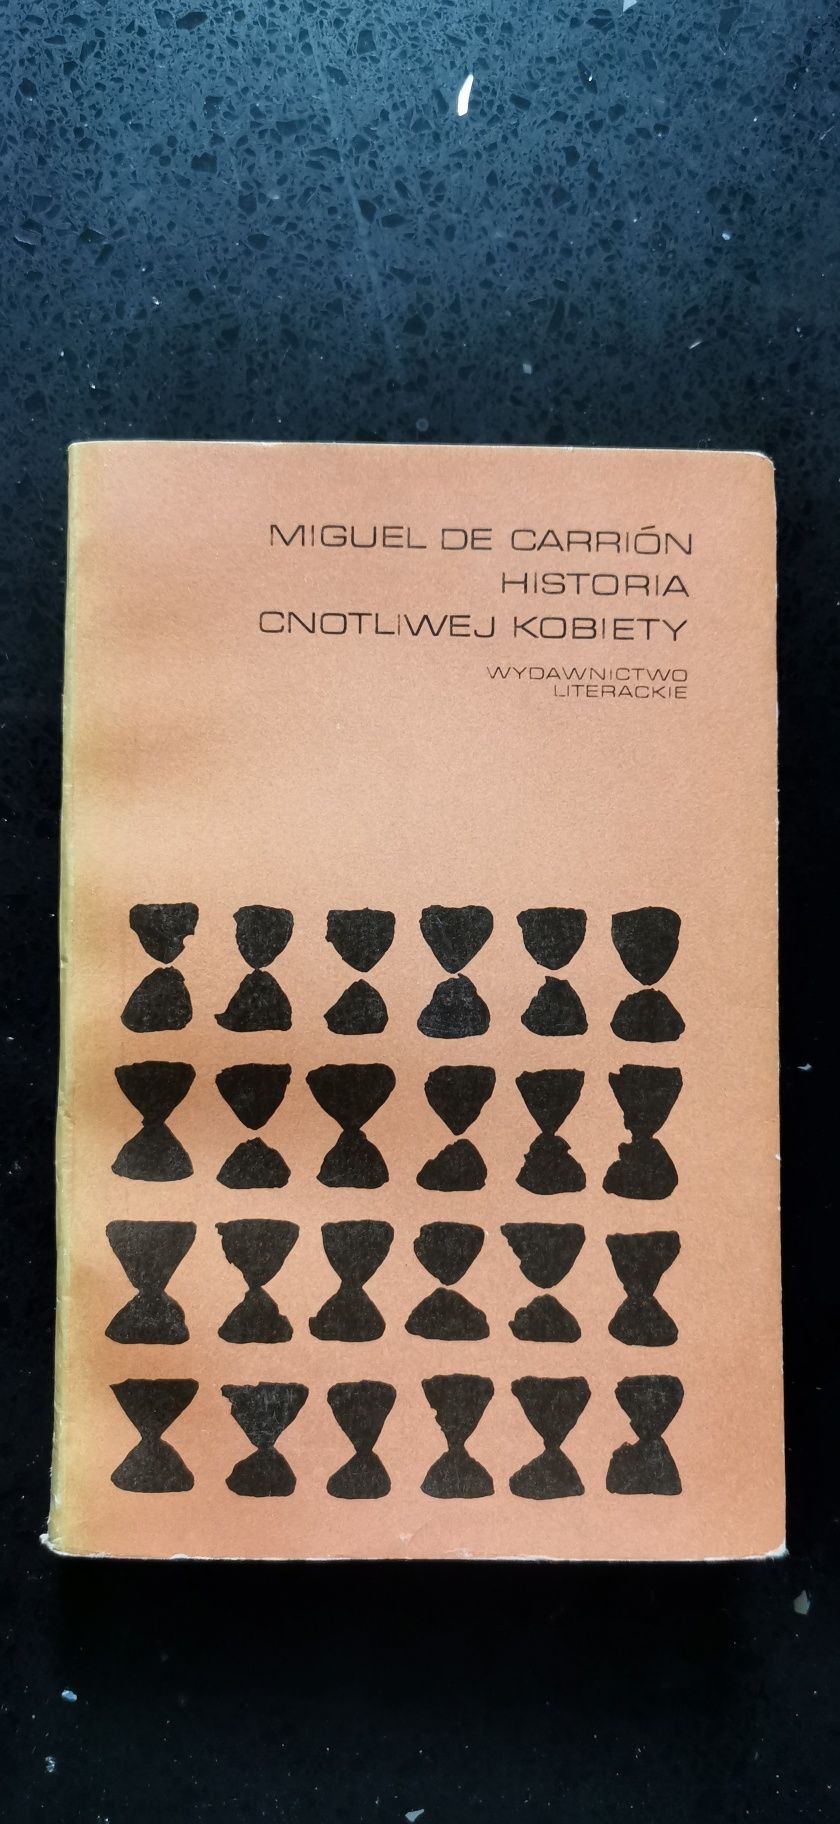 MIGUEL DE CARRIÓN
HISTORIA
CNOTLIWEJ KOBIETY
WYDAWNICTWO
LITERACKIE